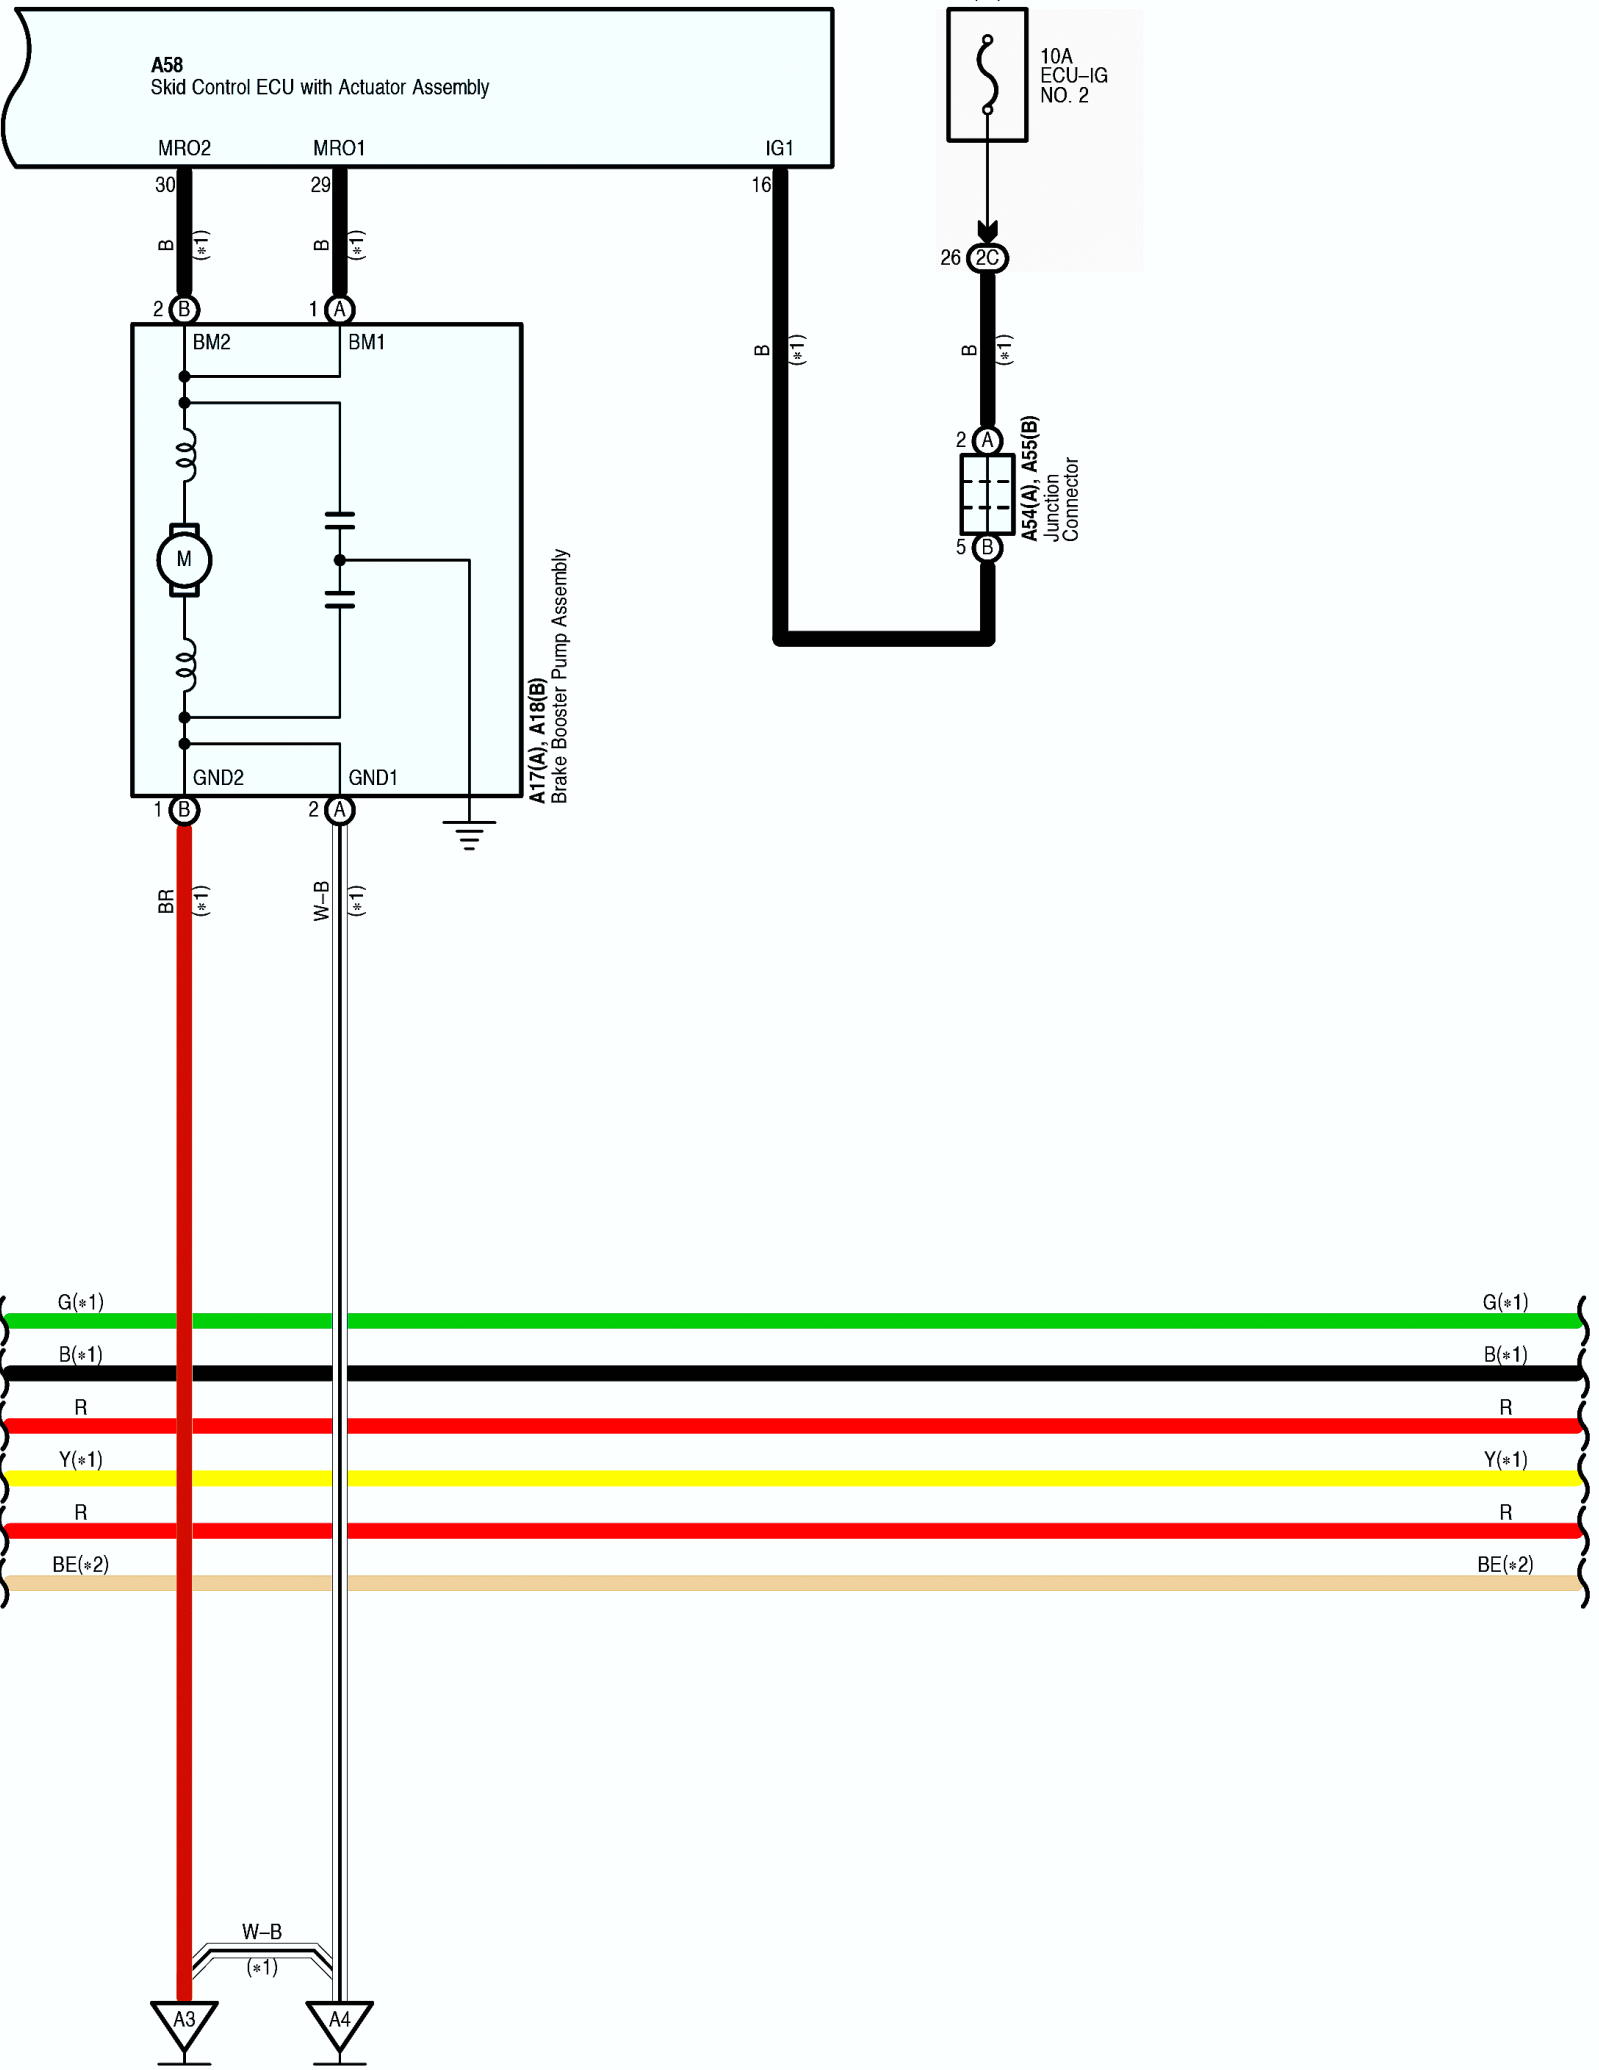 A58
Skid Control ECU with Actuator Assembly
MRO2
MRO1
IG1
10A
ECU–IG
NO. 2
30
29
16
B
(*1)
B
(*1)
26
2C
2
B
1
A
BM2
BM1
B
(*1)
B
(*1)
2
A
A54(A), A55(B)
Junction
Connector
5
B
M
A17(A), A18(B)
Brake Booster Pump Assembly
GND2
GND1
1
B
2
A
BR
(*1)
W–B
(*1)
G(*1)
G(*1)
B(*1)
B(*1)
R
R
Y(*1)
Y(*1)
R
R
BE(*2)
BE(*2)
W–B
(*1)
A3
A4